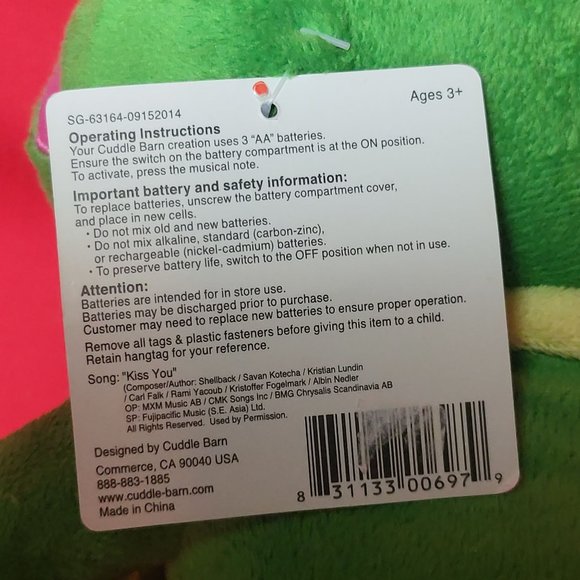 SG-63164-09152014
Ages 3+
Operating Instructions
Your Cuddle Barn creation uses 3 "AA" batteries.
Ensure the switch on the battery compartment is at the ON position.
To activate, press the musical note.
Important battery and safety information:
To replace batteries, unscrew the battery compartment cover,
and place in new cells.
• Do not mix old and new batteries.
• Do not mix alkaline, standard (carbon-zinc),
or rechargeable (nickel-cadmium) batteries.
• To preserve battery life, switch to the OFF position when not in use.
Attention:
Batteries are intended for in store use.
Batteries may be discharged prior to purchase.
Customer may need to replace new batteries to ensure proper operation.
Remove all tags & plastic fasteners before giving this item to a child.
Retain hangtag for your reference.
Song: "Kiss You"
(Composer/Author: Shellback / Savan Kotecha / Kristian Lundin
/ Carl Falk / Rami Yacoub / Kristoffer Fogelmark / Albin Nedler
OP: MXM Music AB / CMK Songs Inc / BMG Chrysalis Scandinavia AB
SP: Fujipacific Music (S.E. Asia) Ltd.
All Rights Reserved. Used by Permission.
Designed by Cuddle Barn
Commerce, CA 90040 USA
888-883-1885
www.cuddle-barn.com
Made in China
8 31133 00697 9